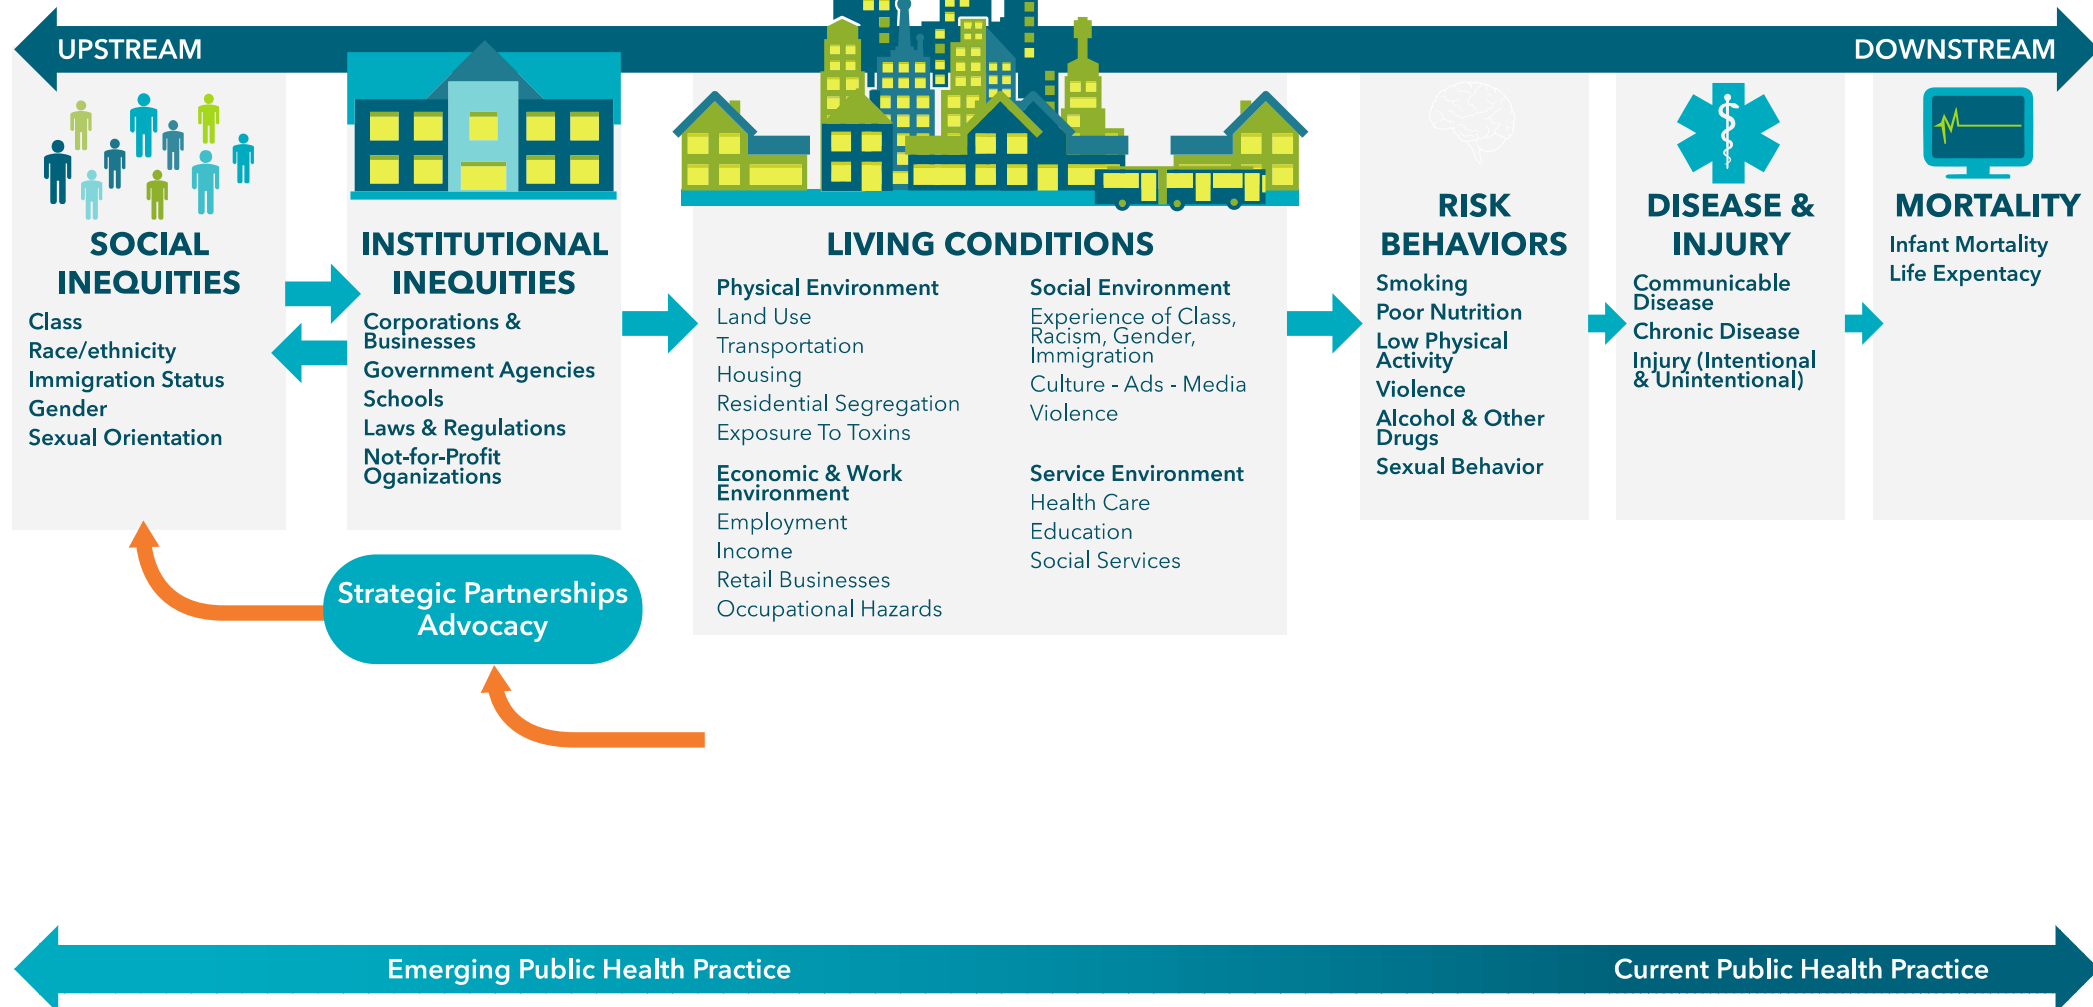 UPSTREAM
DOWNSTREAM
SOCIAL
INEQUITIES
Class
Race/ethnicity
Immigration Status
Gender
Sexual Orientation
INSTITUTIONAL
INEQUITIES
Corporations &
Businesses
Government Agencies
Schools
Laws & Regulations
Not-for-Profit
Oganizations
LIVING CONDITIONS
Physical Environment
Land Use
Transportation
Housing
Residential Segregation
Exposure To Toxins
Economic & Work
Environment
Employment
Income
Retail Businesses
Occupational Hazards
Social Environment
Experience of Class,
Racism, Gender,
Immigration
Culture - Ads - Media
Violence
Service Environment
Health Care
Education
Social Services
RISK
BEHAVIORS
Smoking
Poor Nutrition
Low Physical
Activity
Violence
Alcohol & Other
Drugs
Sexual Behavior
DISEASE &
INJURY
Communicable
Disease
Chronic Disease
Injury (Intentional
& Unintentional)
MORTALITY
Infant Mortality
Life Expentacy
Strategic Partnerships
Advocacy
Emerging Public Health Practice
Current Public Health Practice